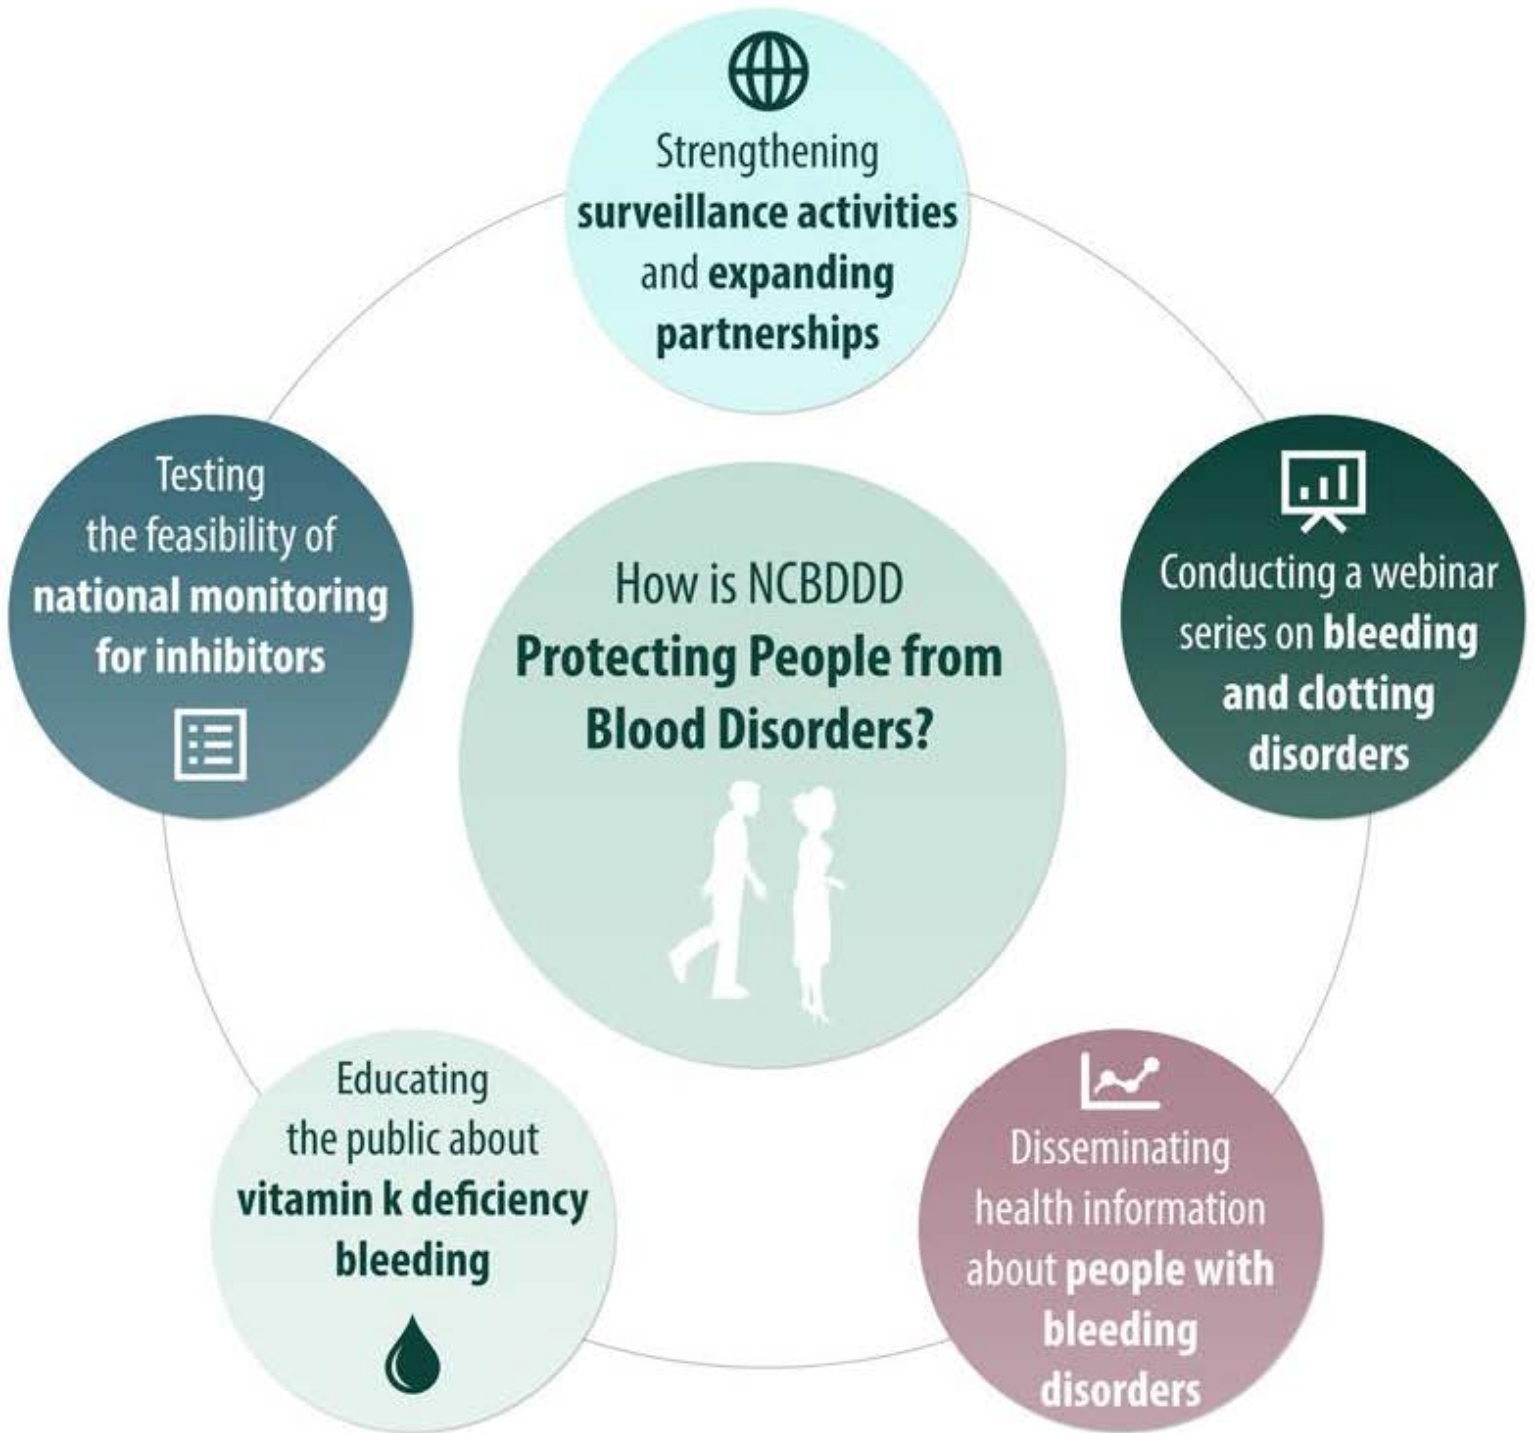 Strengthening
surveillance activities
and expanding
partnerships
Testing
the feasibility of
national monitoring
for inhibitors
How is NCBDDD
Protecting People from
Blood Disorders?
Conducting a webinar
series on bleeding
and clotting
disorders
Educating
the public about
vitamin k deficiency
bleeding
Disseminating
health information
about people with
bleeding
disorders